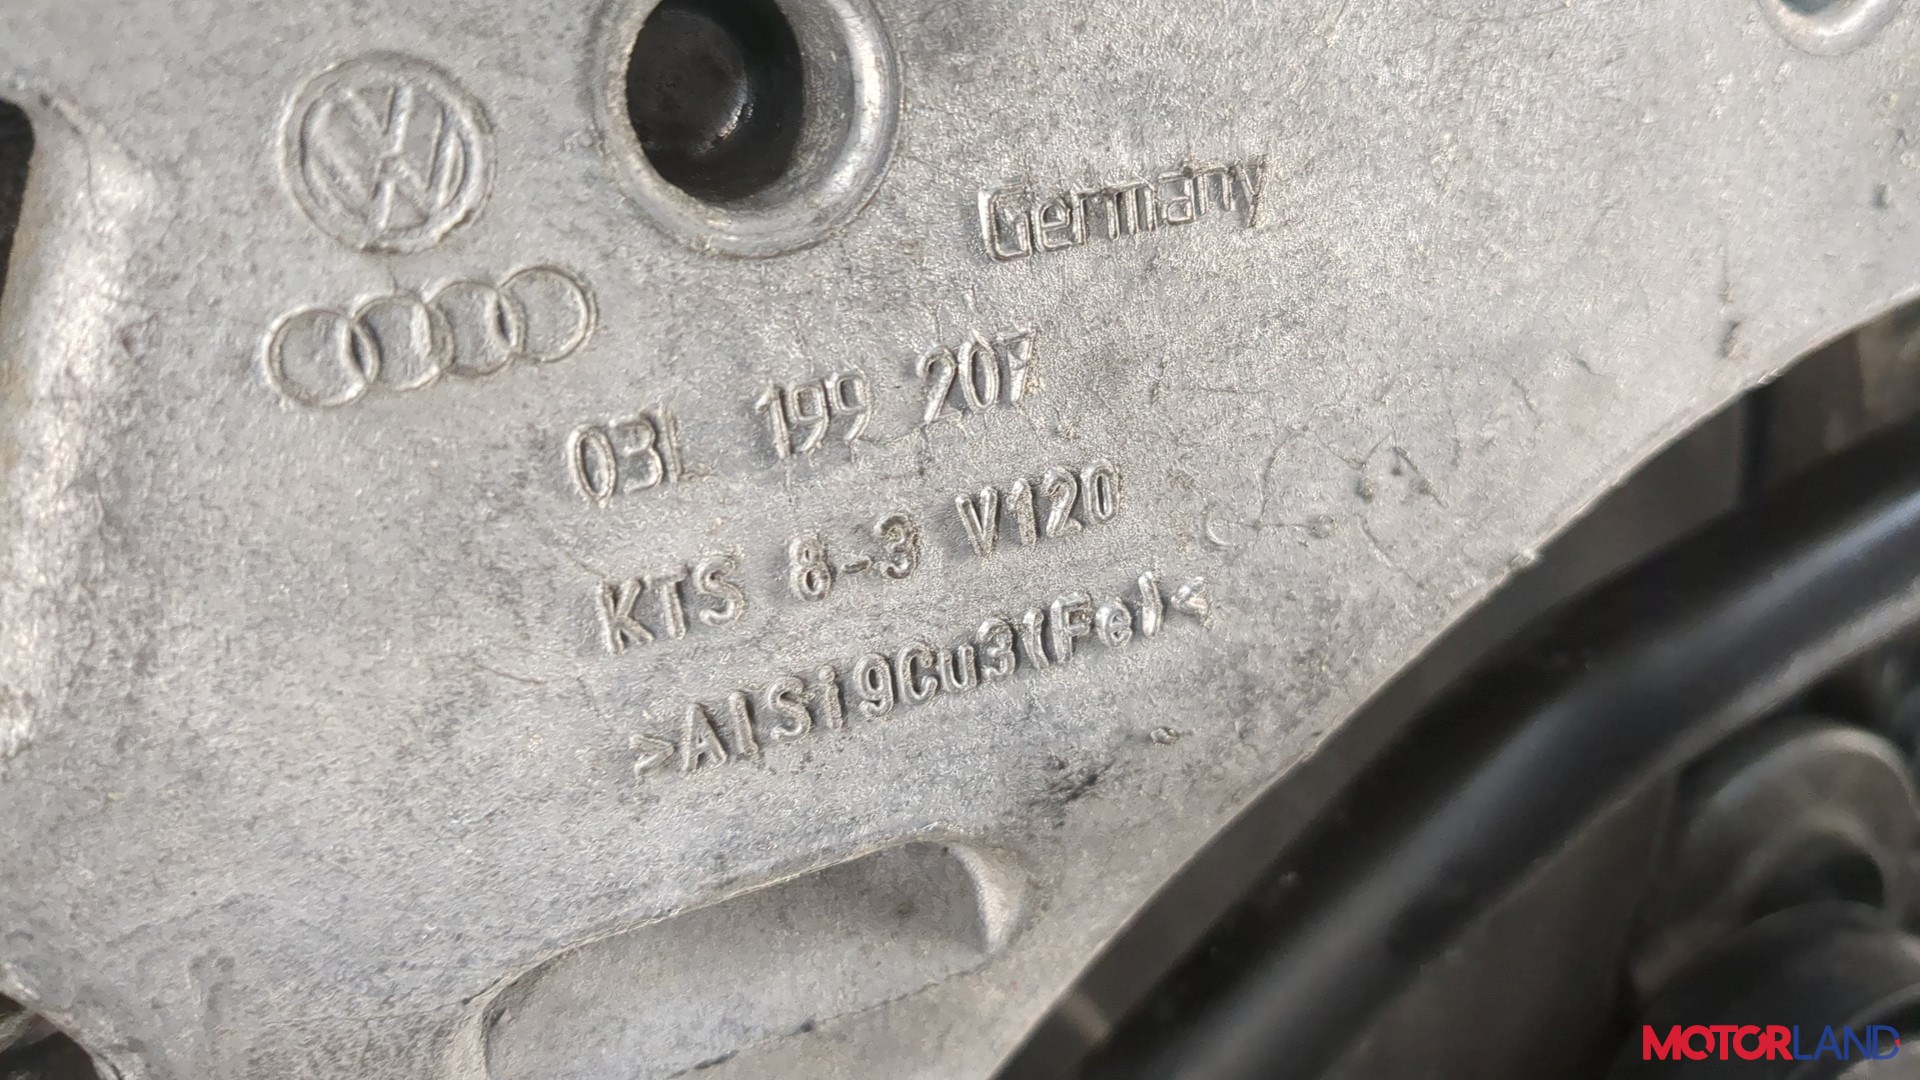 Germany
03L 199 207
KTS 8-3 V120
>AlSi9Cu3(Fe)<
MOTORLAND